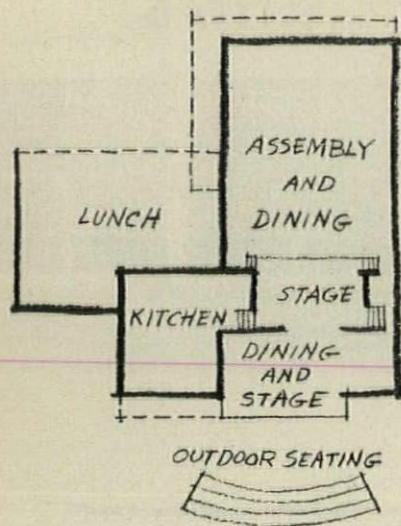 ASSEMBLY
AND
DINING
LUNCH
STAGE
KITCHEN
DINING
AND
STAGE
OUTDOOR SEATING